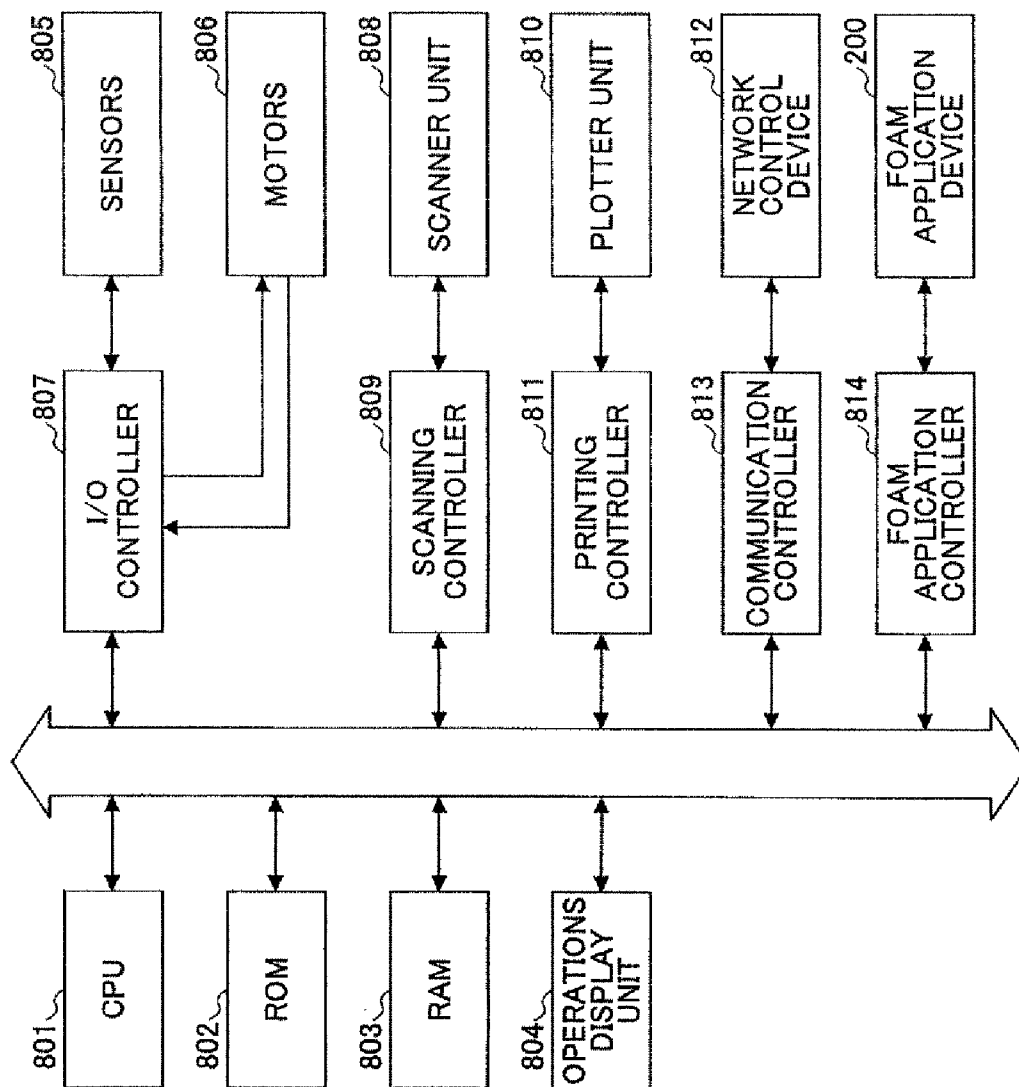 801
CPU
802
ROM
803
RAM
804
OPERATIONS
DISPLAY
UNIT
807
I/O
CONTROLLER
809
SCANNING
CONTROLLER
811
PRINTING
CONTROLLER
813
COMMUNICATION
CONTROLLER
814
FOAM
APPLICATION
CONTROLLER
805
SENSORS
806
MOTORS
808
SCANNER UNIT
810
PLOTTER UNIT
812
NETWORK
CONTROL
DEVICE
200
FOAM
APPLICATION
DEVICE